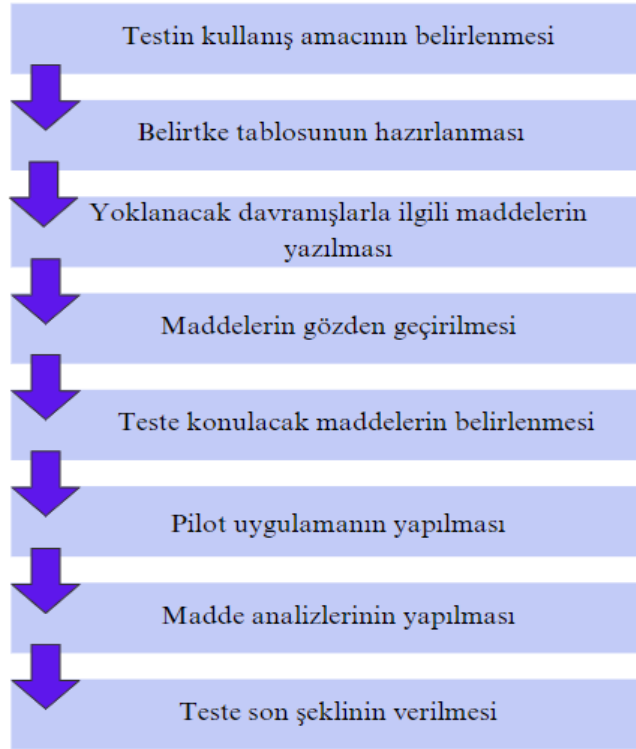 Testin kullanış amacının belirlenmesi
Belirtke tablosunun hazırlanması
Yoklanacak davranışlarla ilgili maddelerin
yazılması
Maddelerin gözden geçirilmesi
Teste konulacak maddelerin belirlenmesi
Pilot uygulamanın yapılması
Madde analizlerinin yapılması
Teste son şeklinin verilmesi